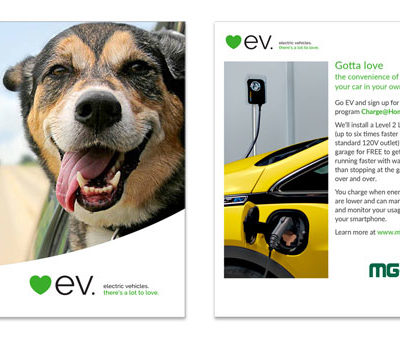 ev.
electric vehicles.
there's a lot to love.
ev.
electric vehicles.
there's a lot to love.
Gotta love
the convenience of
your car in your own
Go EV and sign up for
program Charge@Hom
We'll install a Level 2
(up to six times faster
standard 120V outlet)
garage for FREE to get
running faster with wa
than stopping at the ga
over and over.
You charge when ener
are lower and can man
and monitor your usag
your smartphone.
Learn more at www.m
MG